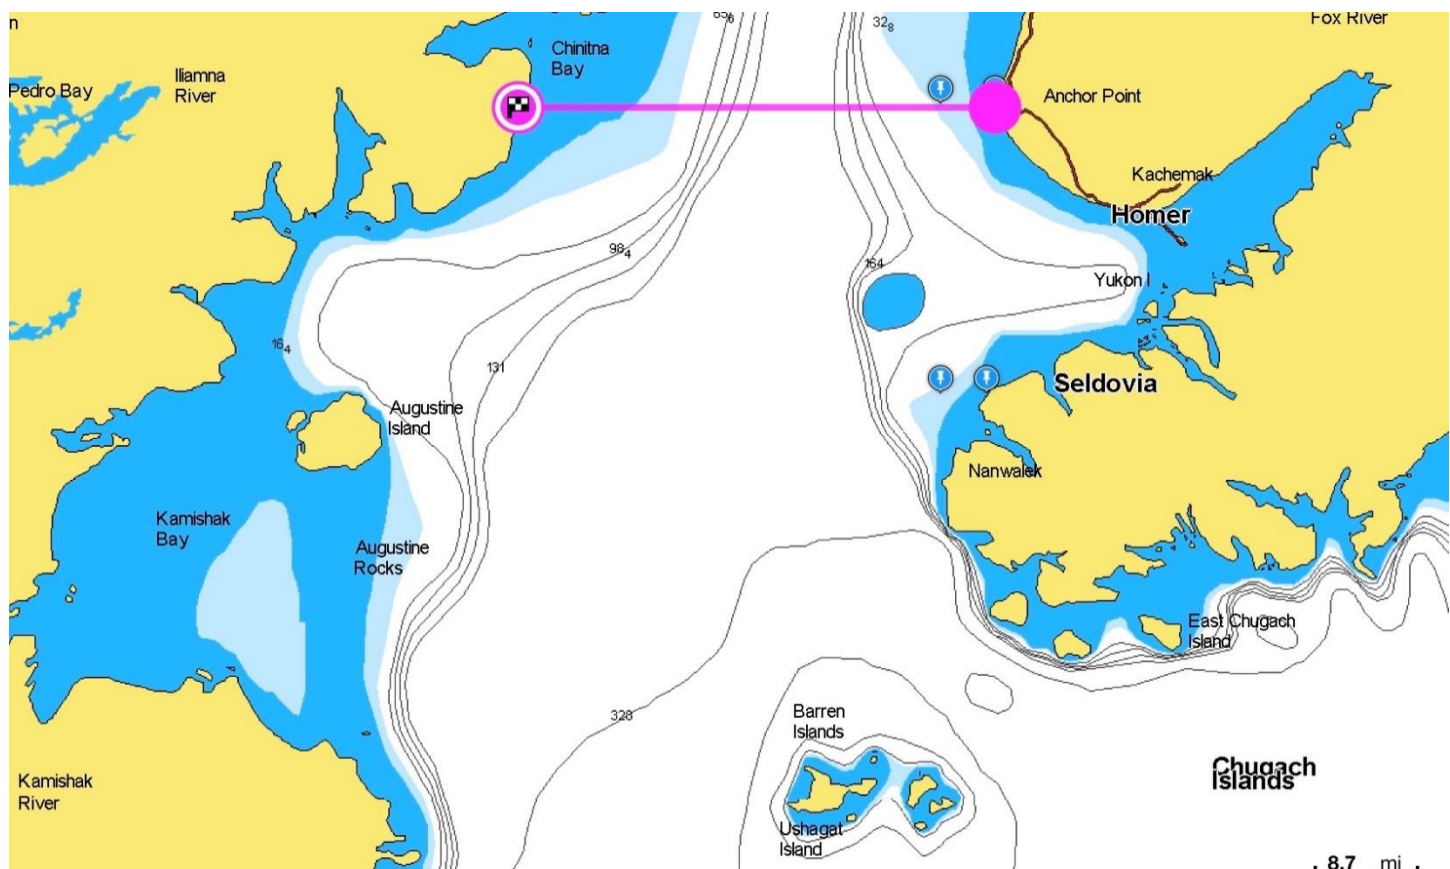 n
Chinitna
Bay
32₈
Fox River
Iliamna
River
Pedro Bay
Anchor Point
Kachemak
Homer
98₄
164
Yukon I
16₄
131
Seldovia
Augustine
Island
Nanwalek
Kamishak
Bay
Augustine
Rocks
East Chugach
Island
328
Barren
Islands
Chugach
Islands
Kamishak
River
Ushagat
Island
8.7 mi